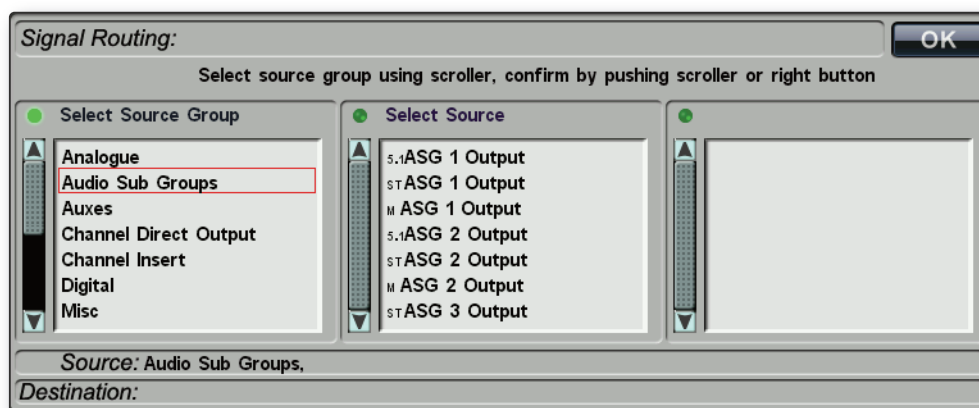 Signal Routing:
OK
Select source group using scroller, confirm by pushing scroller or right button
Select Source Group
Analogue
Audio Sub Groups
Auxes
Channel Direct Output
Channel Insert
Digital
Misc
Select Source
5.1ASG 1 Output
STASG 1 Output
M ASG 1 Output
5.1ASG 2 Output
STASG 2 Output
M ASG 2 Output
STASG 3 Output
Source: Audio Sub Groups,
Destination: